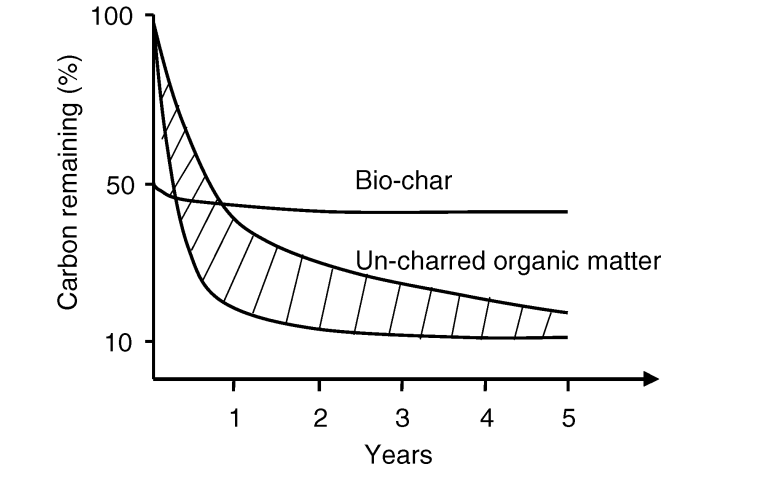 100
Carbon remaining (%)
Bio-char
50
Un-charred organic matter
10
1 2 3 4 5
Years